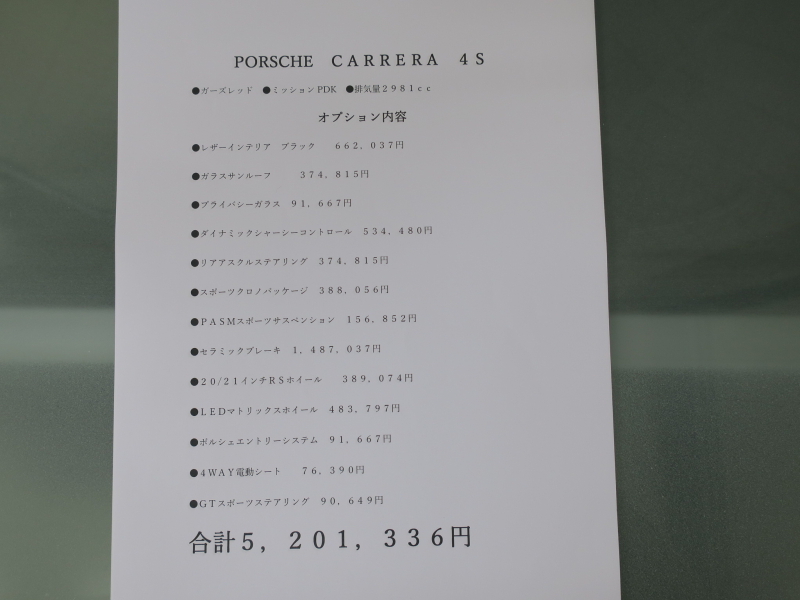 PORSCHE　ＣＡＲＲＥＲＡ　４Ｓ
●ガーズレッド　●ミッションPDK　●排気量２９８１ｃｃ
オプション内容
●レザーインテリア　ブラック　　６６２，０３７円
●ガラスサンルーフ　　　３７４，８１５円
●プライバシーガラス　９１，６６７円
●ダイナミックシャーシーコントロール　５３４，４８０円
●リアアスクルステアリング　３７４，８１５円
●スポーツクロノパッケージ　３８８，０５６円
●ＰＡＳＭスポーツサスペンション　１５６，８５２円
●セラミックブレーキ　１，４８７，０３７円
●２０/２１インチＲＳホイール　　３８９，０７４円
●ＬＥＤマトリックスホイール　４８３，７９７円
●ポルシェエントリーシステム　９１，６６７円
●４ＷＡＹ電動シート　　７６，３９０円
●ＧＴスポーツステアリング　９０，６４９円
合計５，２０１，３３６円